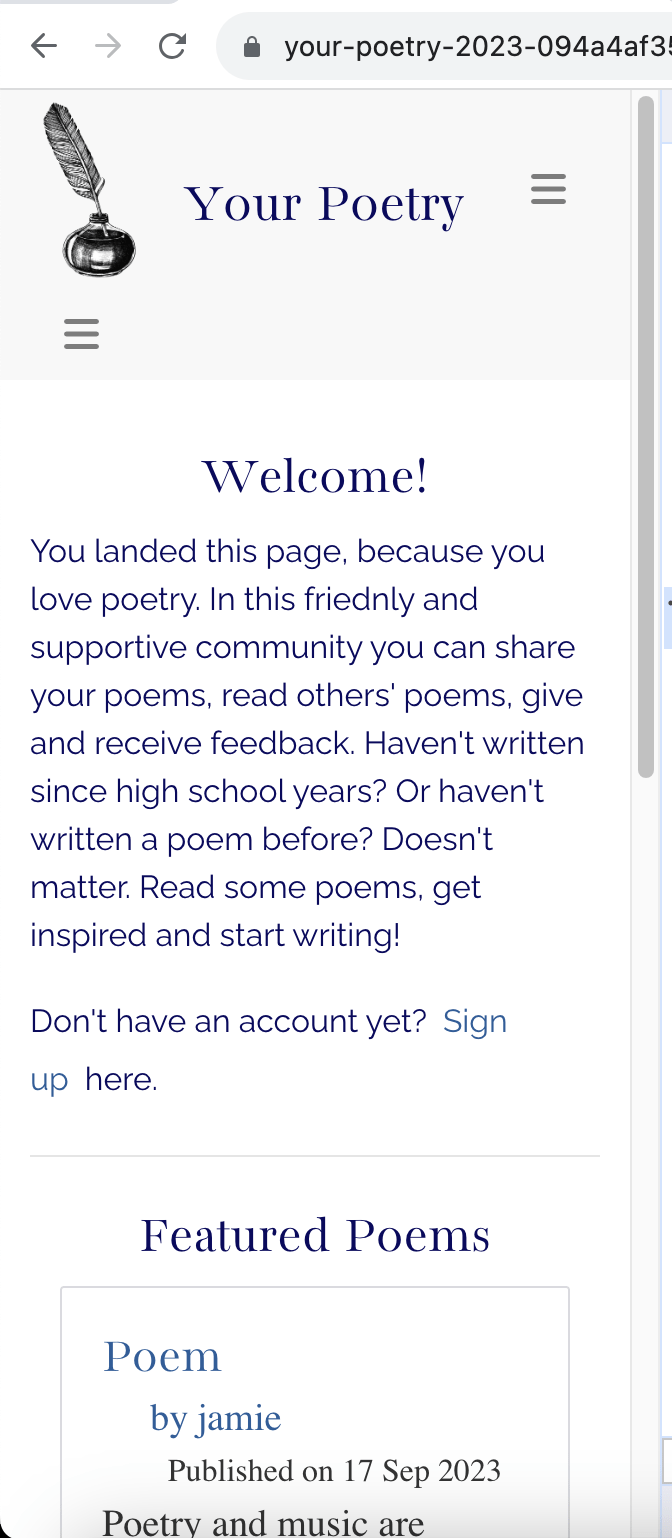 your-poetry-2023-094a4af35
Your Poetry
Welcome!
You landed this page, because you
love poetry. In this friednly and
supportive community you can share
your poems, read others' poems, give
and receive feedback. Haven't written
since high school years? Or haven't
written a poem before? Doesn't
matter. Read some poems, get
inspired and start writing!
Don't have an account yet? Sign
up here.
Featured Poems
Poem
by jamie
Published on 17 Sep 2023
Poetry and music are